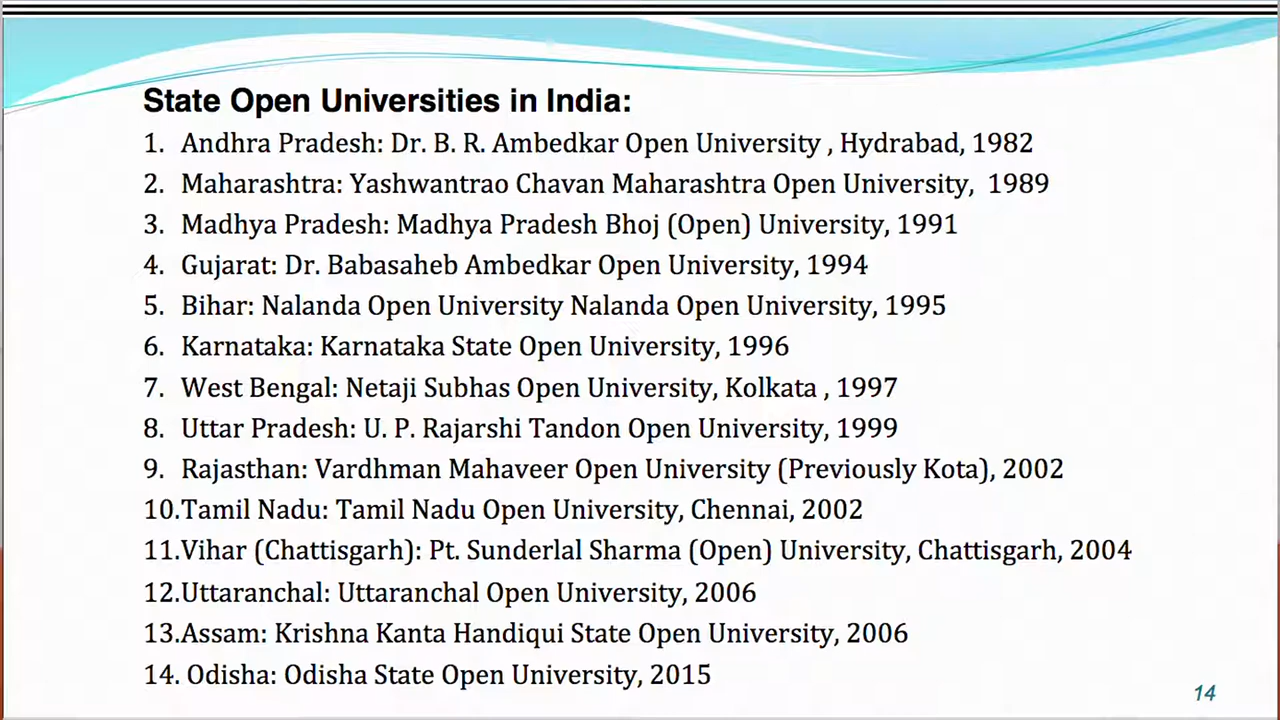 State Open Universities in India:
1. Andhra Pradesh: Dr. B. R. Ambedkar Open University , Hydrabad, 1982
2. Maharashtra: Yashwantrao Chavan Maharashtra Open University, 1989
3. Madhya Pradesh: Madhya Pradesh Bhoj (Open) University, 1991
4. Gujarat: Dr. Babasaheb Ambedkar Open University, 1994
5. Bihar: Nalanda Open University Nalanda Open University, 1995
6. Karnataka: Karnataka State Open University, 1996
7. West Bengal: Netaji Subhas Open University, Kolkata , 1997
8. Uttar Pradesh: U. P. Rajarshi Tandon Open University, 1999
9. Rajasthan: Vardhman Mahaveer Open University (Previously Kota), 2002
10.Tamil Nadu: Tamil Nadu Open University, Chennai, 2002
11.Vihar (Chattisgarh): Pt. Sunderlal Sharma (Open) University, Chattisgarh, 2004
12.Uttaranchal: Uttaranchal Open University, 2006
13.Assam: Krishna Kanta Handiqui State Open University, 2006
14. Odisha: Odisha State Open University, 2015
14